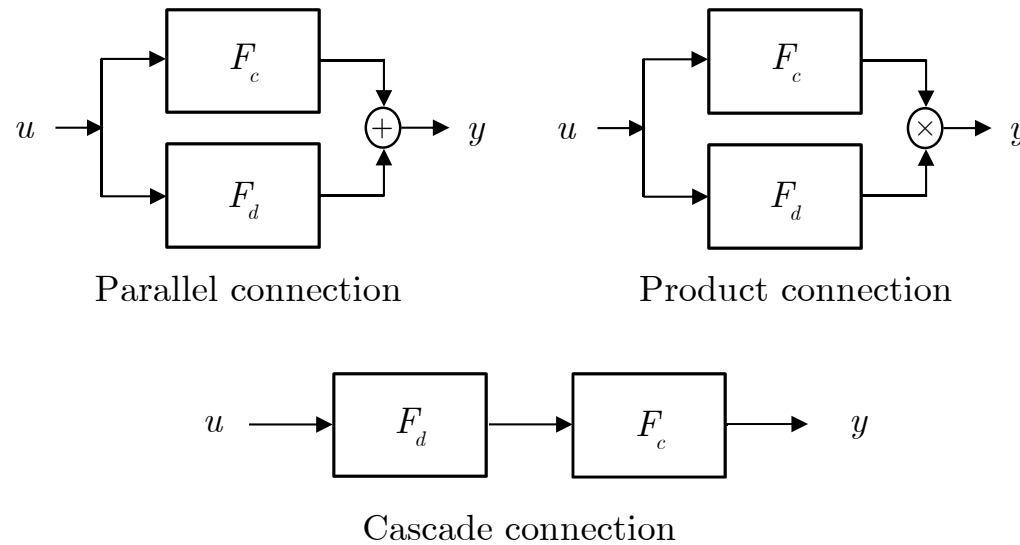 F_c
u + y
F_d
Parallel connection
F_c
u × y
F_d
Product connection
u F_d F_c y
Cascade connection